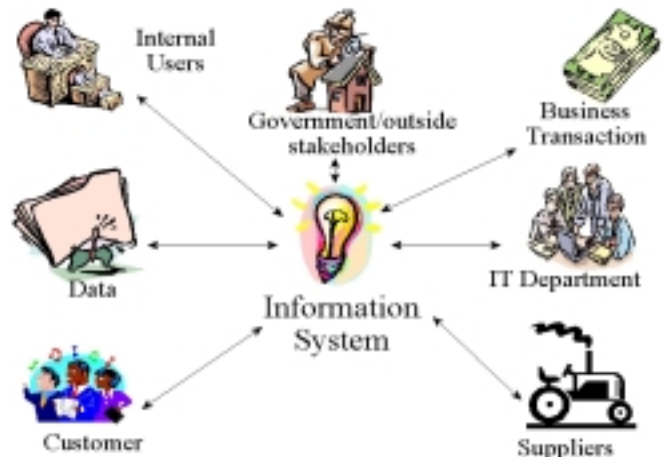 Internal
Users
Government/outside
stakeholders
Business
Transaction
Data
IT Department
Information
System
Customer
Suppliers